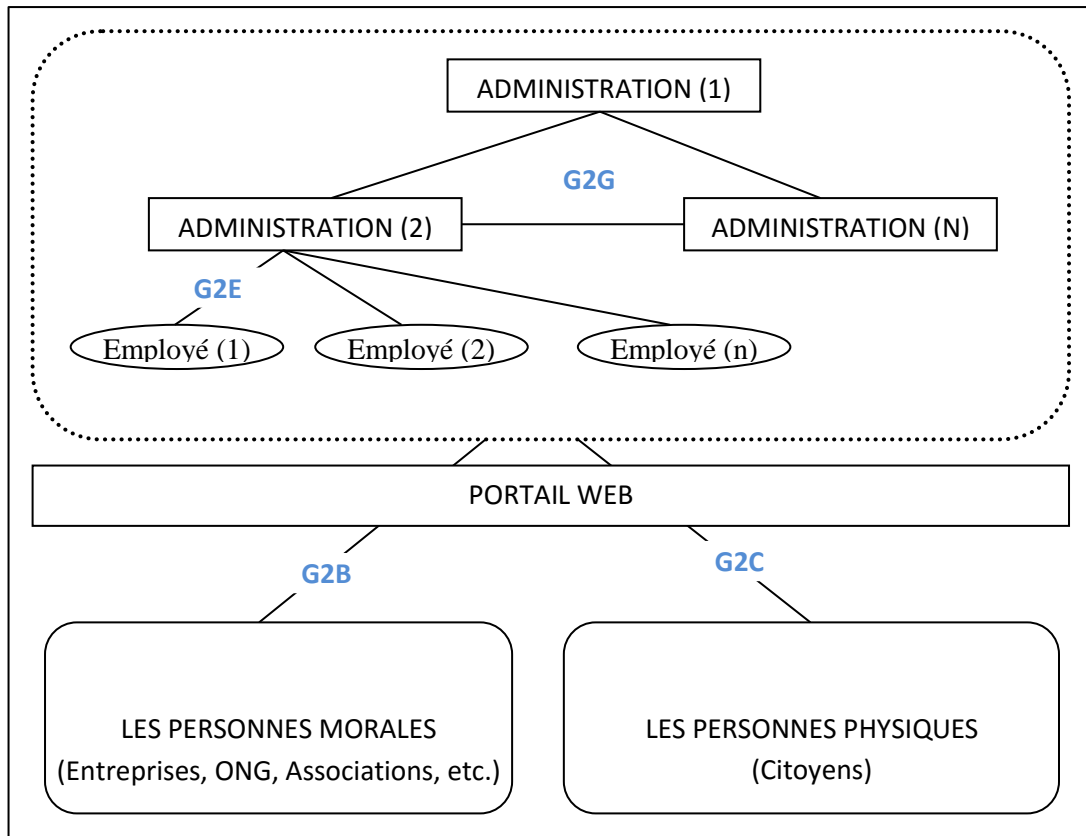 ADMINISTRATION (1)
G2G
ADMINISTRATION (2)
ADMINISTRATION (N)
G2E
Employé (1)
Employé (2)
Employé (n)
PORTAIL WEB
G2B
G2C
LES PERSONNES MORALES
(Entreprises, ONG, Associations, etc.)
LES PERSONNES PHYSIQUES
(Citoyens)